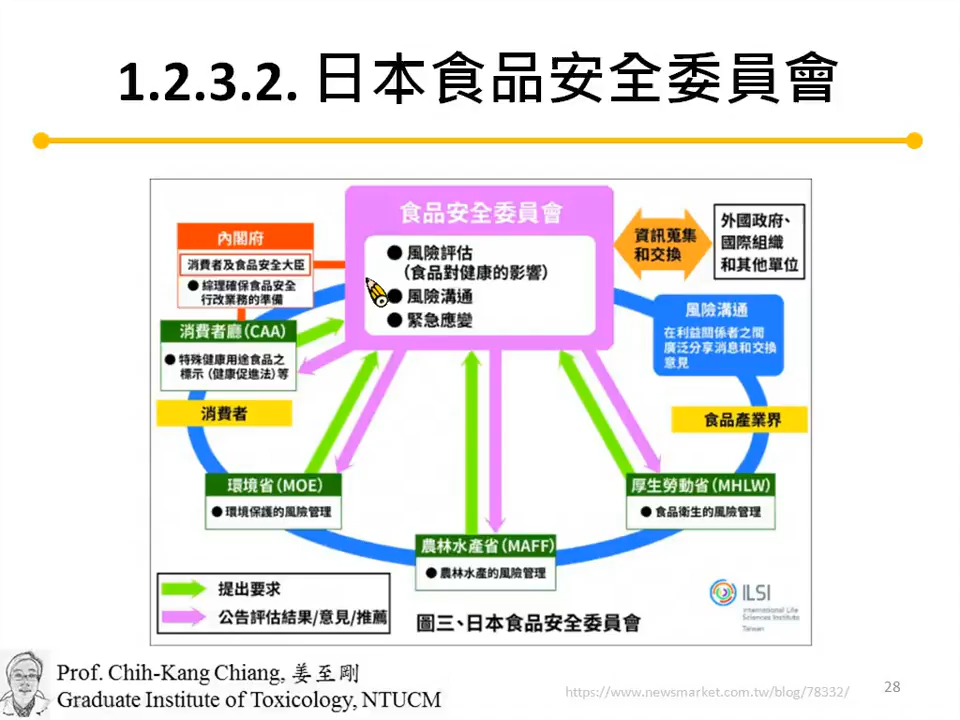 1.2.3.2. 日本食品安全委員會
食品安全委員會
● 風險評估
（食品對健康的影響）
● 風險溝通
● 緊急應變
內閣府
消費者及食品安全大臣
● 綜理確保食品安全
行政業務的準備
資訊蒐集
和交換
外國政府、
國際組織
和其他單位
風險溝通
在利益關係者之間
廣泛分享消息和交換
意見
消費者廳（CAA）
● 特殊健康用途食品之
標示（健康促進法）等
消費者
食品產業界
環境省（MOE）
● 環境保護的風險管理
厚生勞動省（MHLW）
● 食品衛生的風險管理
農林水產省（MAFF）
● 農林水產的風險管理
提出要求
公告評估結果/意見/推薦
圖三、日本食品安全委員會
ILSI
International Life
Sciences Institute
Taiwan
Prof. Chih-Kang Chiang, 姜至剛
Graduate Institute of Toxicology, NTUCM
https://www.newsmarket.com.tw/blog/78332/
28